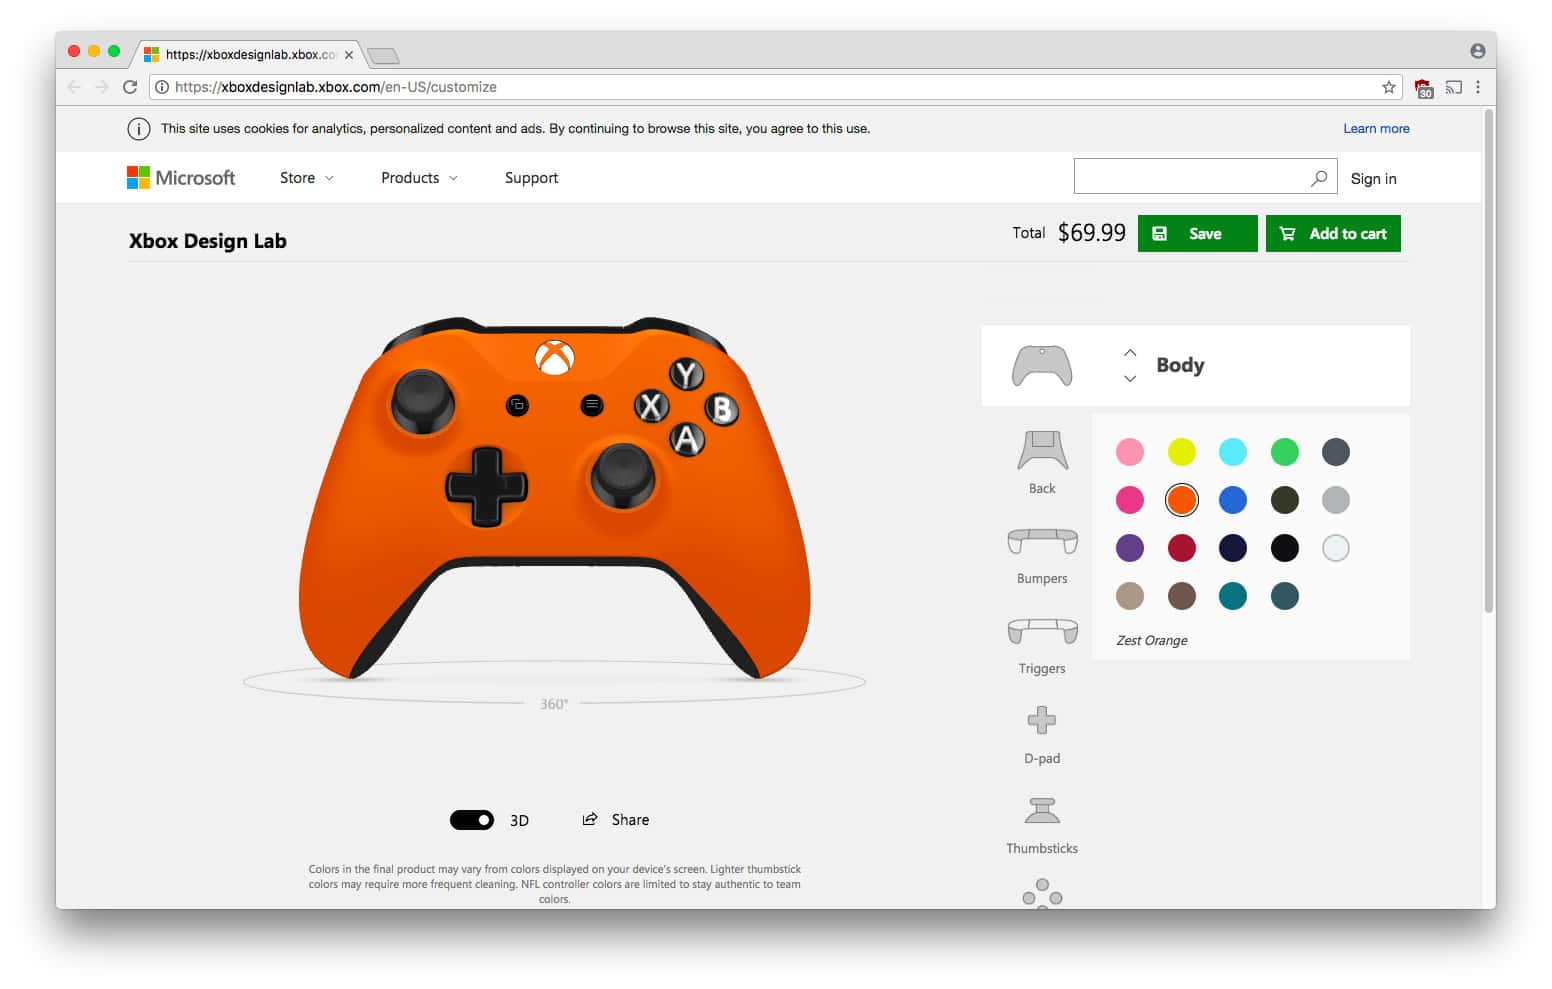 https://xboxdesignlab.xbox.co
https://xboxdesignlab.xbox.com/en-US/customize
30
This site uses cookies for analytics, personalized content and ads. By continuing to browse this site, you agree to this use.
Learn more
Microsoft
Store
Products
Support
Sign in
Xbox Design Lab
Total $69.99
Save
Add to cart
Y
X
B
A
360°
3D
Share
Colors in the final product may vary from colors displayed on your device's screen. Lighter thumbstick
colors may require more frequent cleaning. NFL controller colors are limited to stay authentic to team
colors.
Body
Back
Bumpers
Triggers
D-pad
Thumbsticks
Zest Orange